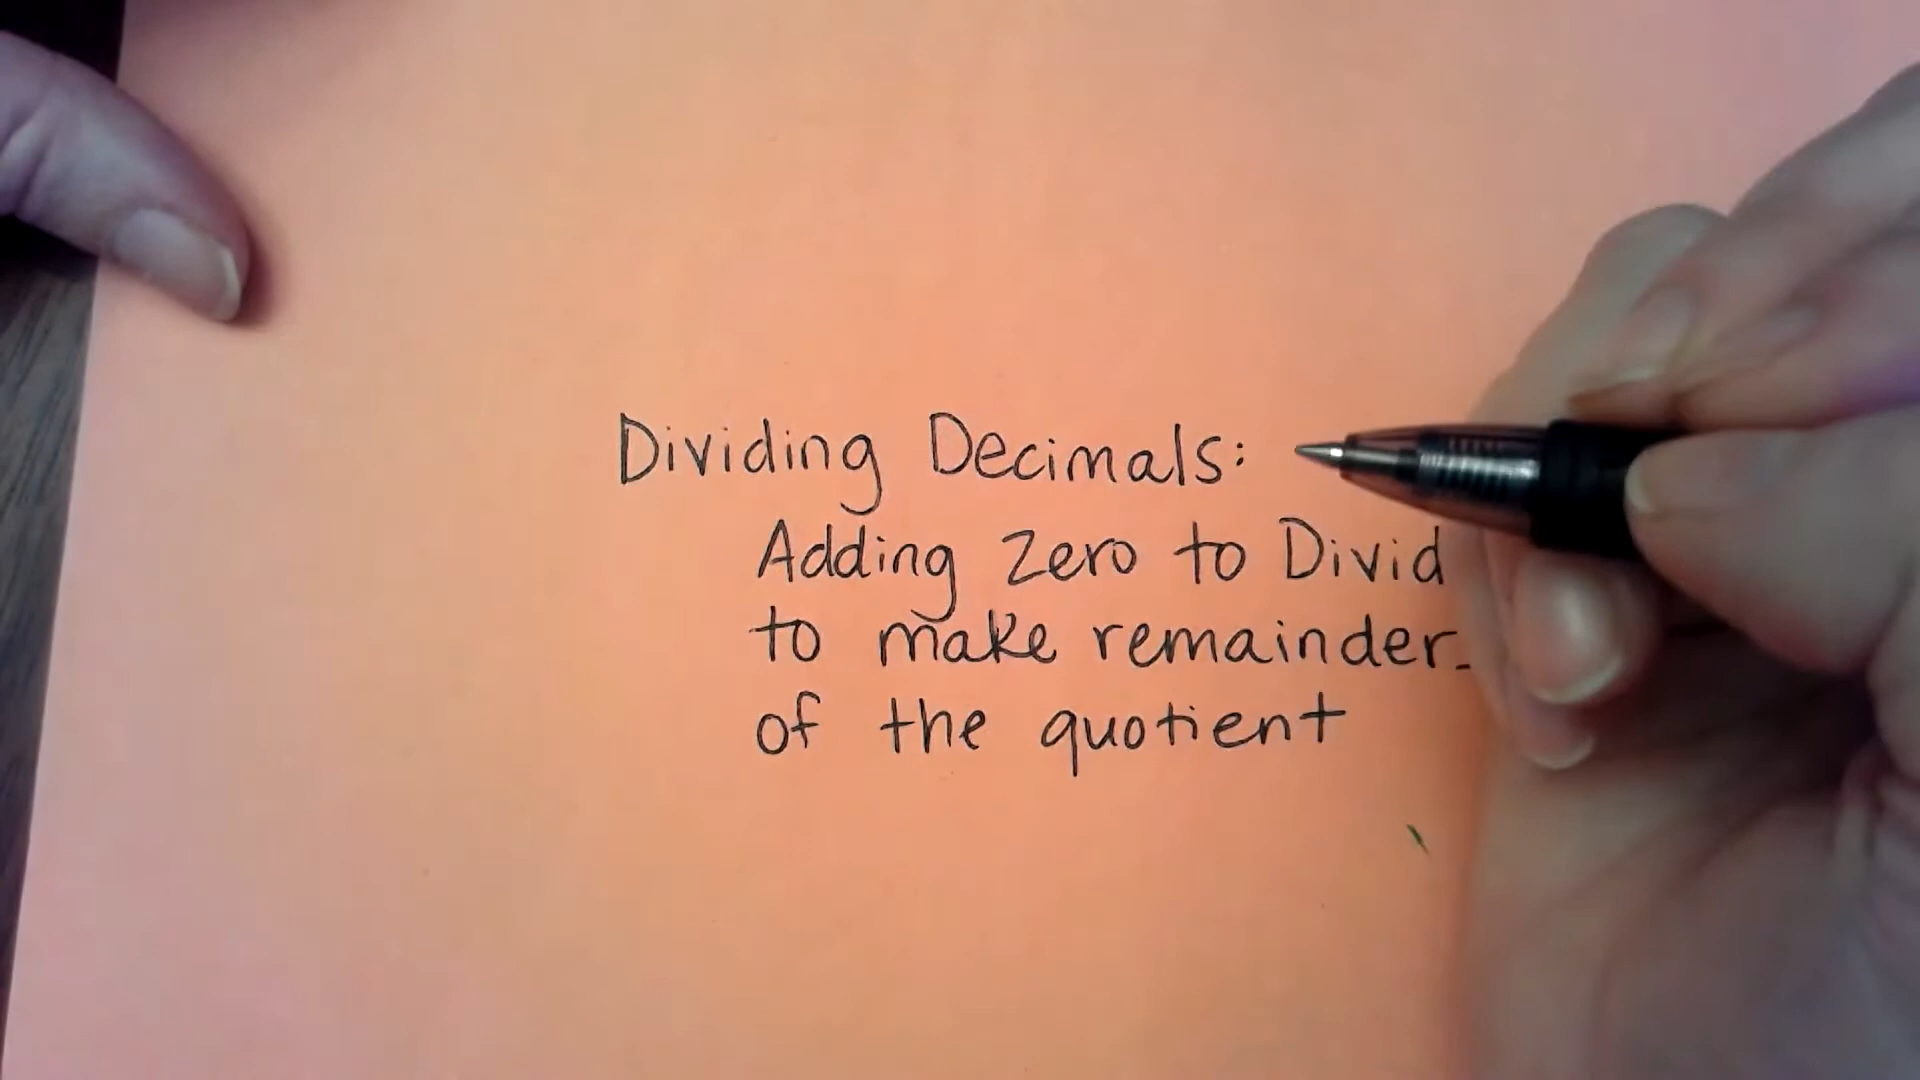 Dividing Decimals:
Adding Zero to Divid
to make remainder
of the quotient